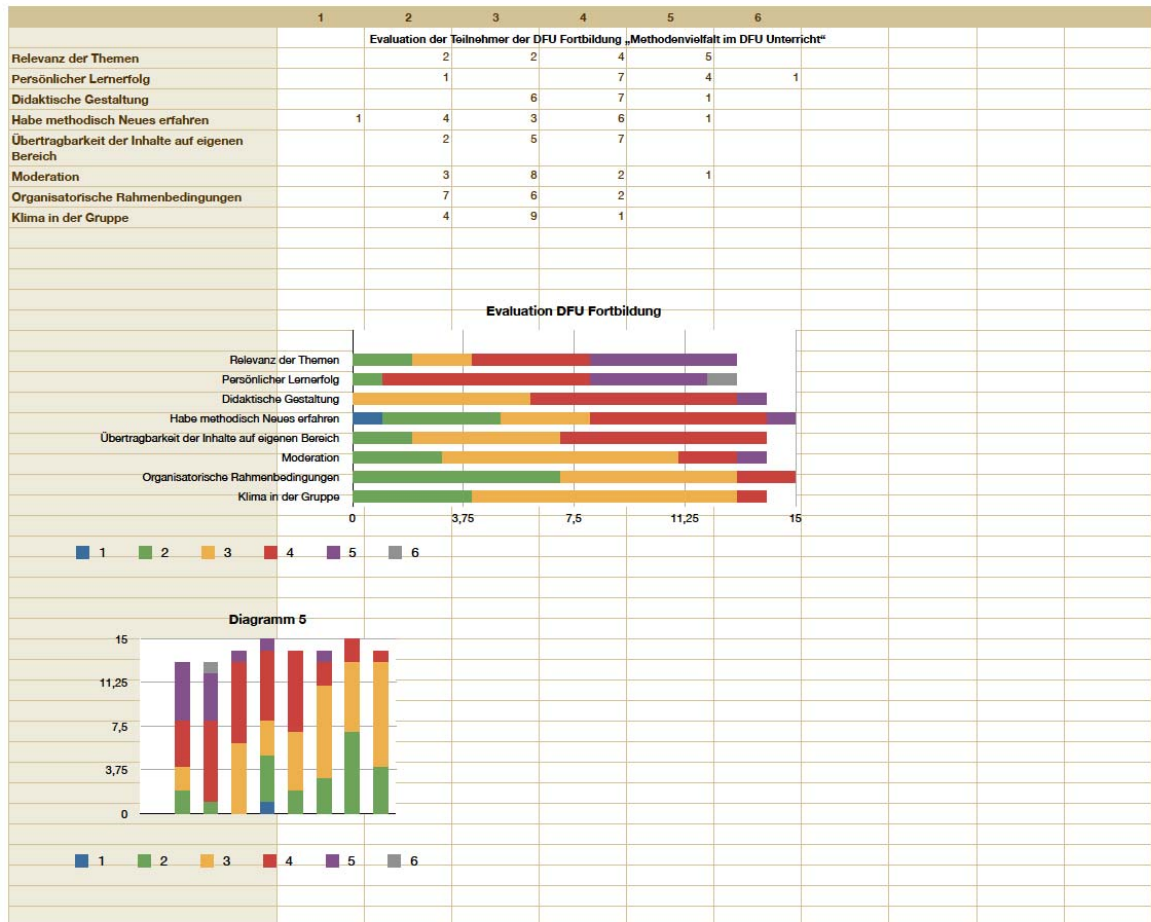 1 2 3 4 5 6
Evaluation der Teilnehmer der DFU Fortbildung „Methodenvielfalt im DFU Unterricht“
Relevanz der Themen 2 2 4 5
Persönlicher Lernerfolg 1 7 4 1
Didaktische Gestaltung 6 7 1
Habe methodisch Neues erfahren 1 4 3 6 1
Übertragbarkeit der Inhalte auf eigenen 2 5 7
Bereich
Moderation 3 8 2 1
Organisatorische Rahmenbedingungen 7 6 2
Klima in der Gruppe 4 9 1
Evaluation DFU Fortbildung
Relevanz der Themen
Persönlicher Lernerfolg
Didaktische Gestaltung
Habe methodisch Neues erfahren
Übertragbarkeit der Inhalte auf eigenen Bereich
Moderation
Organisatorische Rahmenbedingungen
Klima in der Gruppe
0 3,75 7,5 11,25 15
1 2 3 4 5 6
Diagramm 5
15
11,25
7,5
3,75
0
1 2 3 4 5 6